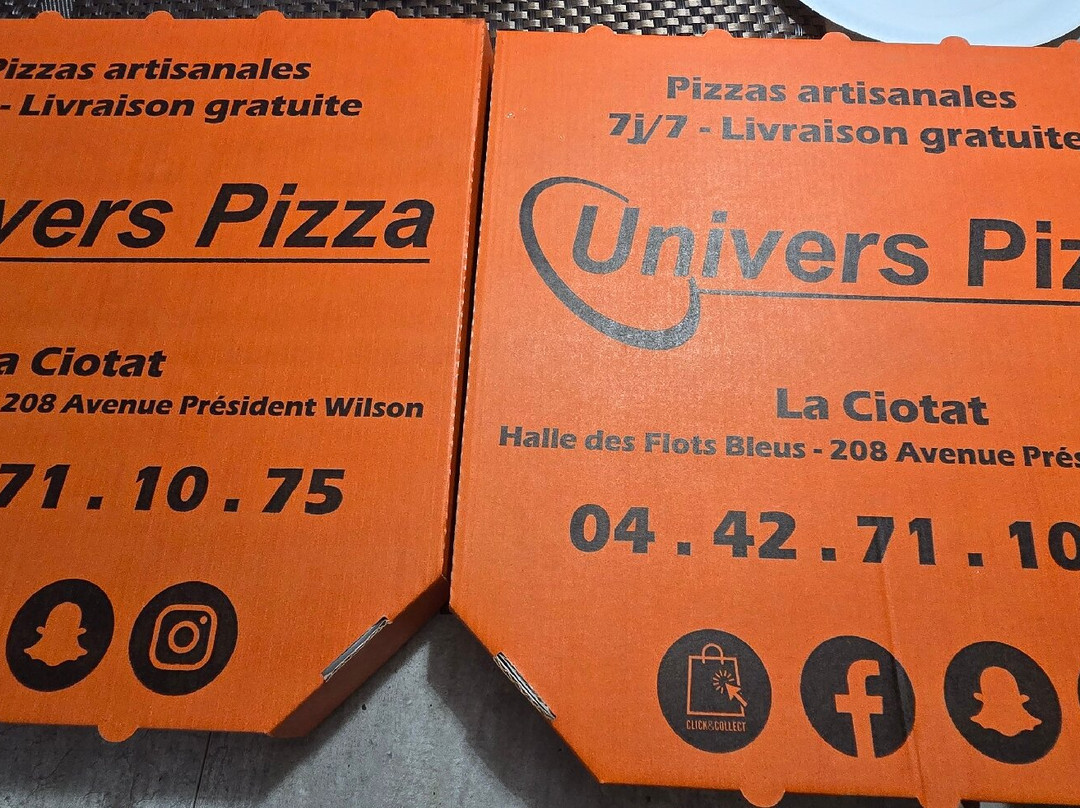 Pizzas artisanales
- Livraison gratuite
vers Pizza
a Ciotat
208 Avenue Président Wilson
71 . 10 . 75
Pizzas artisanales
7j/7 - Livraison gratuite
Univers Piz
La Ciotat
Halle des Flots Bleus - 208 Avenue Prés
04 . 42 . 71 . 10
CLICK&COLLECT